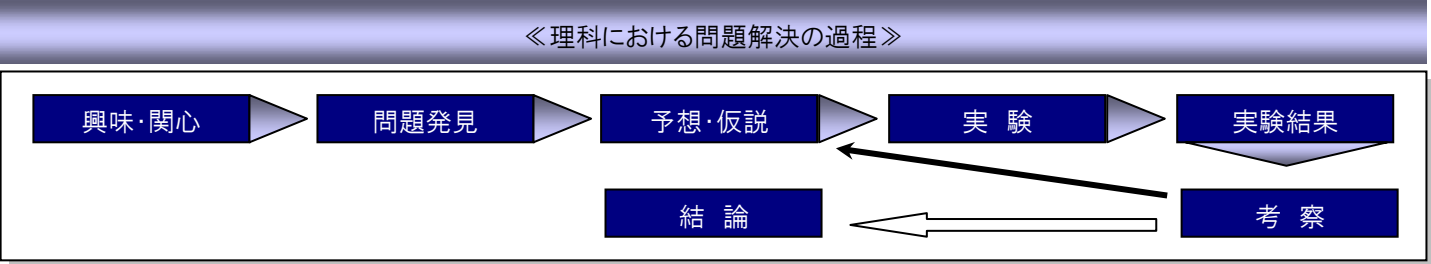 ≪理科における問題解決の過程≫
興味･関心
問題発見
予想･仮説
実　験
実験結果
結　論
考　察